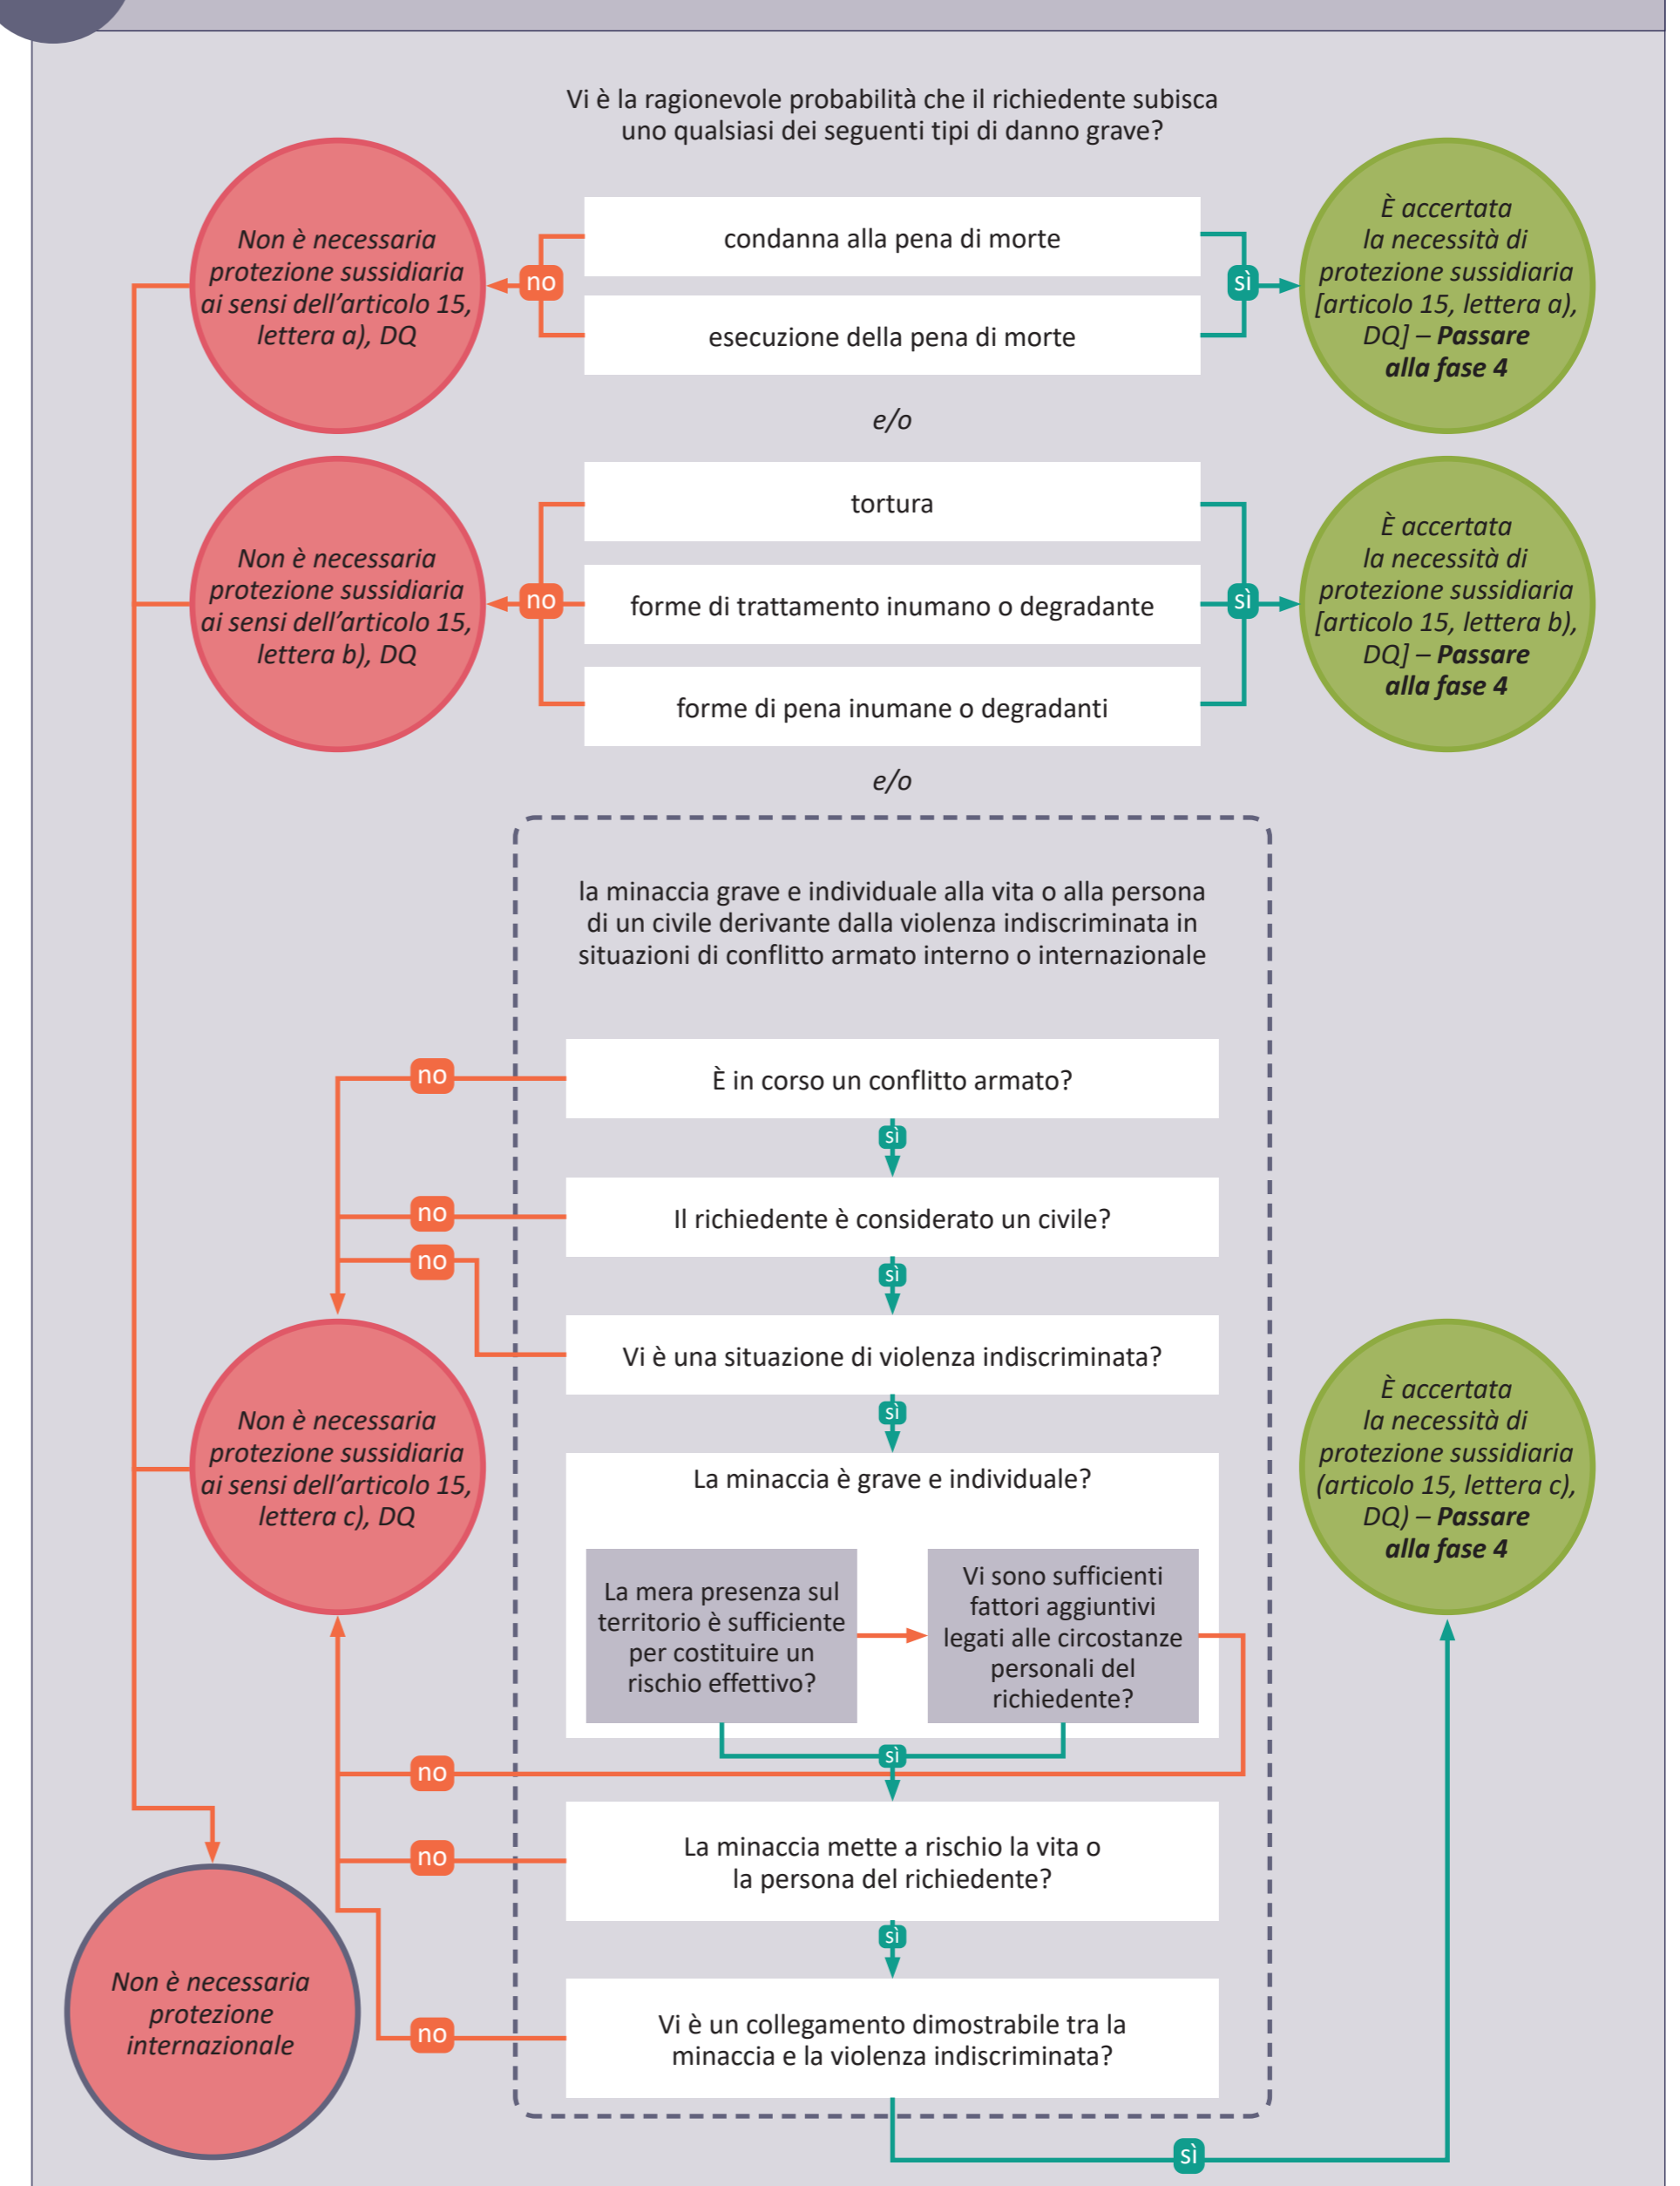 Vi è la ragionevole probabilità che il richiedente subisca
uno qualsiasi dei seguenti tipi di danno grave?
Non è necessaria
protezione sussidiaria
ai sensi dell’articolo 15,
lettera a), DQ
no
condanna alla pena di morte
esecuzione della pena di morte
sì
È accertata
la necessità di
protezione sussidiaria
[articolo 15, lettera a),
DQ] – Passare
alla fase 4
e/o
Non è necessaria
protezione sussidiaria
ai sensi dell’articolo 15,
lettera b), DQ
no
tortura
forme di trattamento inumano o degradante
forme di pena inumane o degradanti
sì
È accertata
la necessità di
protezione sussidiaria
[articolo 15, lettera b),
DQ] – Passare
alla fase 4
e/o
la minaccia grave e individuale alla vita o alla persona
di un civile derivante dalla violenza indiscriminata in
situazioni di conflitto armato interno o internazionale
no
È in corso un conflitto armato?
sì
no
Il richiedente è considerato un civile?
no
sì
Vi è una situazione di violenza indiscriminata?
sì
Non è necessaria
protezione sussidiaria
ai sensi dell’articolo 15,
lettera c), DQ
La minaccia è grave e individuale?
La mera presenza sul
territorio è sufficiente
per costituire un
rischio effettivo?
Vi sono sufficienti
fattori aggiuntivi
legati alle circostanze
personali del
richiedente?
È accertata
la necessità di
protezione sussidiaria
(articolo 15, lettera c),
DQ) – Passare
alla fase 4
sì
no
no
La minaccia mette a rischio la vita o
la persona del richiedente?
sì
Non è necessaria
protezione
internazionale
no
Vi è un collegamento dimostrabile tra la
minaccia e la violenza indiscriminata?
sì